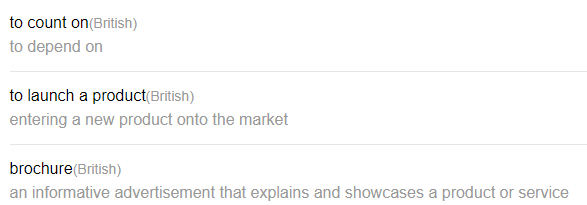 to count on(British)
to depend on
to launch a product(British)
entering a new product onto the market
brochure(British)
an informative advertisement that explains and showcases a product or service